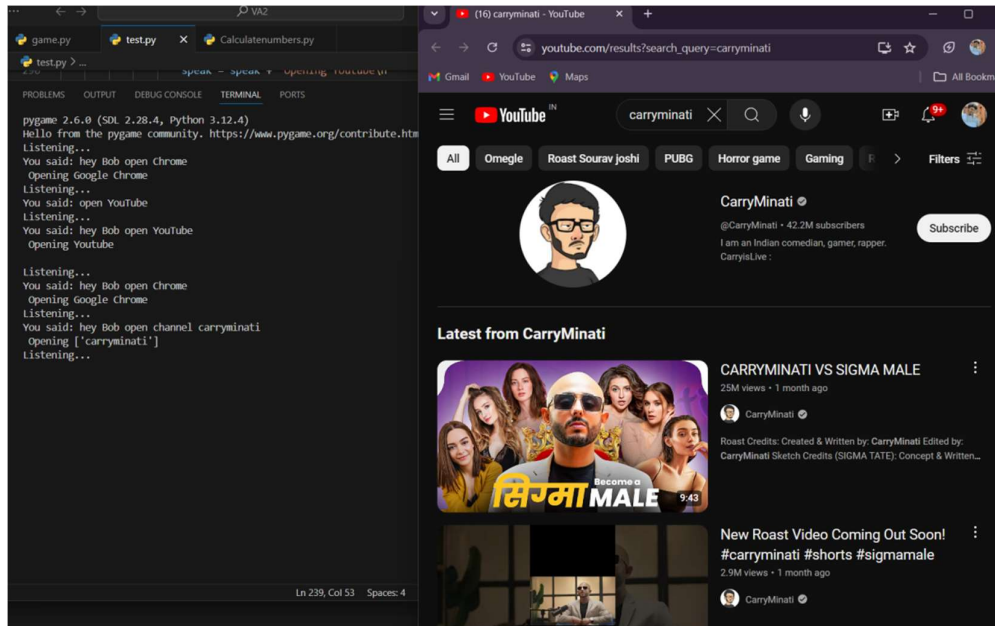 VA2
game.py
test.py
Calculatenumbers.py
test.py > ...
PROBLEMS OUTPUT DEBUG CONSOLE TERMINAL PORTS
pygame 2.6.0 (SDL 2.28.4, Python 3.12.4)
Hello from the pygame community. https://www.pygame.org/contribute.htm
Listening...
You said: hey Bob open Chrome
Opening Google Chrome
Listening...
You said: open YouTube
Listening...
You said: hey Bob open YouTube
Opening Youtube
Listening...
You said: hey Bob open Chrome
Opening Google Chrome
Listening...
You said: hey Bob open channel carryminati
Opening ['carryminati']
Listening...
Ln 239, Col 53 Spaces: 4
(16) carryminati - YouTube
youtube.com/results?search_query=carryminati
Gmail YouTube Maps All Bookm
YouTube IN
carryminati
9+
All Omegle Roast Sourav joshi PUBG Horror game Gaming R Filters
CarryMinati
@CarryMinati • 42.2M subscribers
I am an Indian comedian, gamer, rapper.
CarryisLive :
Subscribe
Latest from CarryMinati
Become a
सिग्मा MALE
9:43
CARRYMINATI VS SIGMA MALE
25M views • 1 month ago
CarryMinati
Roast Credits: Created & Written by: CarryMinati Edited by:
CarryMinati Sketch Credits (SIGMA TATE): Concept & Written...
New Roast Video Coming Out Soon!
#carryminati #shorts #sigmamale
2.9M views • 1 month ago
CarryMinati